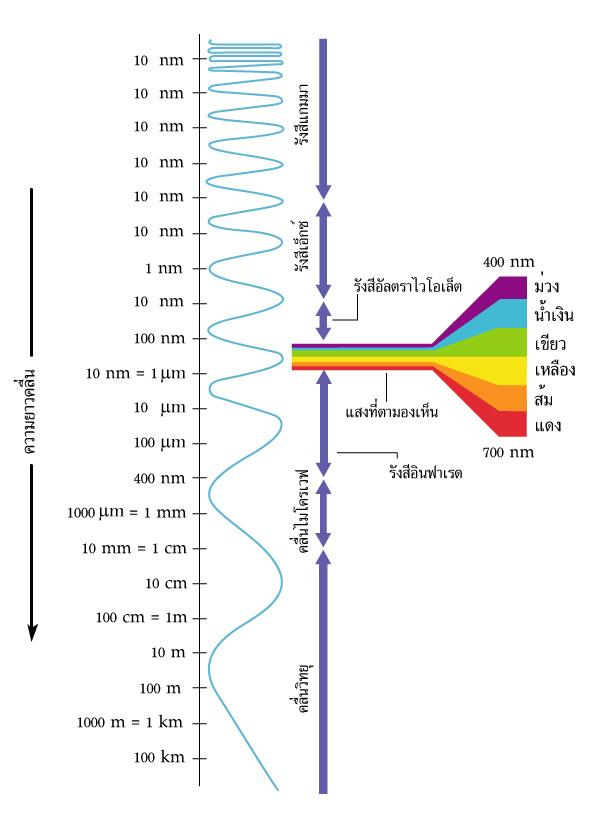 10 nm
10 nm
10 nm
10 nm
10 nm
10 nm
1 nm
10 nm
100 nm
10 nm = 1 μm
10 μm
100 μm
400 nm
1000 μm = 1 mm
10 mm = 1 cm
10 cm
100 cm = 1m
10 m
100 m
1000 m = 1 km
100 km
ความยาวคลื่น
รังสีแกมมา
รังสีเอ็กซ์
รังสีอัลตราไวโอเล็ต
แสงที่ตามองเห็น
รังสีอินฟาเรด
คลื่นไมโครเวฟ
คลื่นวิทยุ
400 nm
ม่วง
น้ำเงิน
เขียว
เหลือง
ส้ม
แดง
700 nm